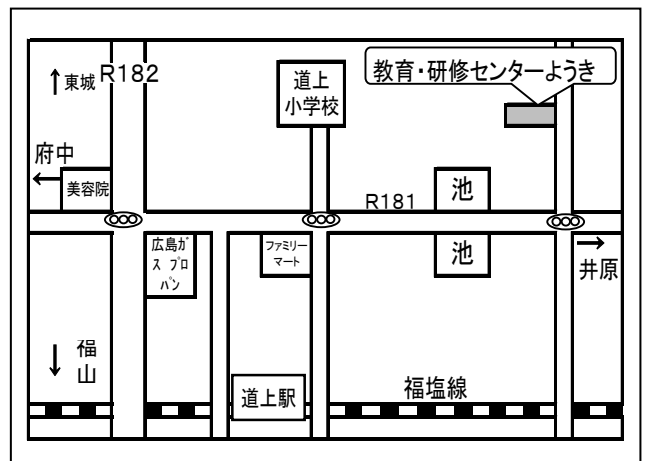 教育・研修センターようき
R182
↑東城
道上
小学校
府中
←
美容院
R181
池
広島ガ
ス プロ
パン
ファミリー
マート
池
→
井原
↓福
山
道上駅
福塩線